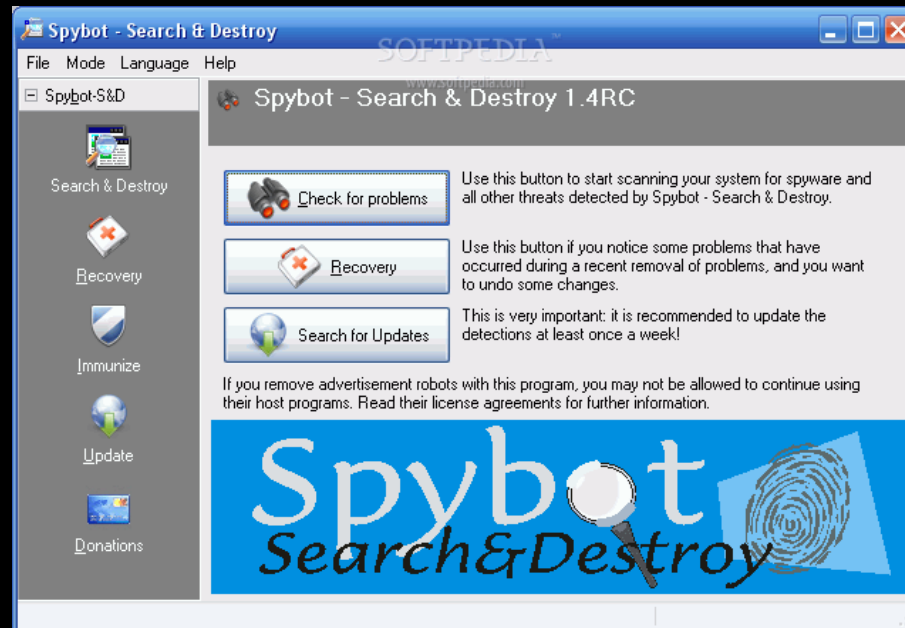 Spybot - Search & Destroy
SOFTPEDIA™
www.softpedia.com
File Mode Language Help
Spybot-S&D
Spybot - Search & Destroy 1.4RC
Search & Destroy
Recovery
Immunize
Update
Donations
Check for problems
Use this button to start scanning your system for spyware and
all other threats detected by Spybot - Search & Destroy.
Recovery
Use this button if you notice some problems that have
occurred during a recent removal of problems, and you want
to undo some changes.
Search for Updates
This is very important: it is recommended to update the
detections at least once a week!
If you remove advertisement robots with this program, you may not be allowed to continue using
their host programs. Read their license agreements for further information.
Spybot
Search&Destroy